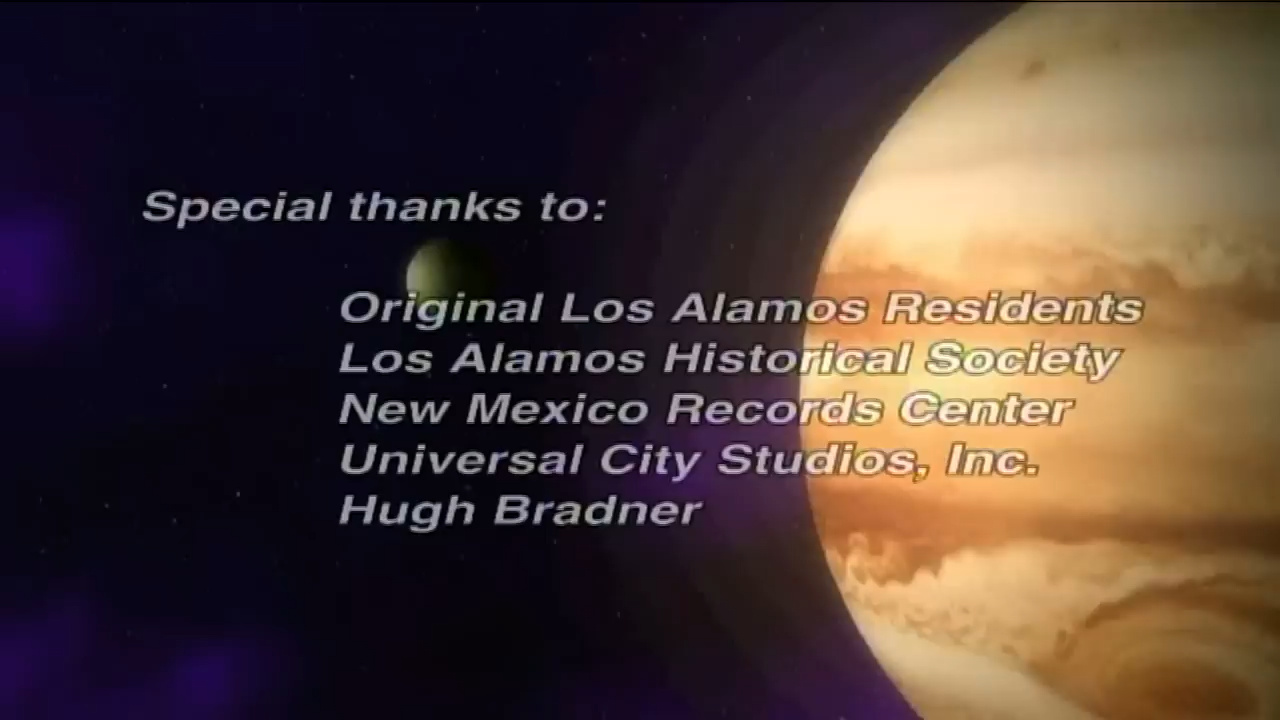 Special thanks to:
Original Los Alamos Residents
Los Alamos Historical Society
New Mexico Records Center
Universal City Studios, Inc.
Hugh Bradner